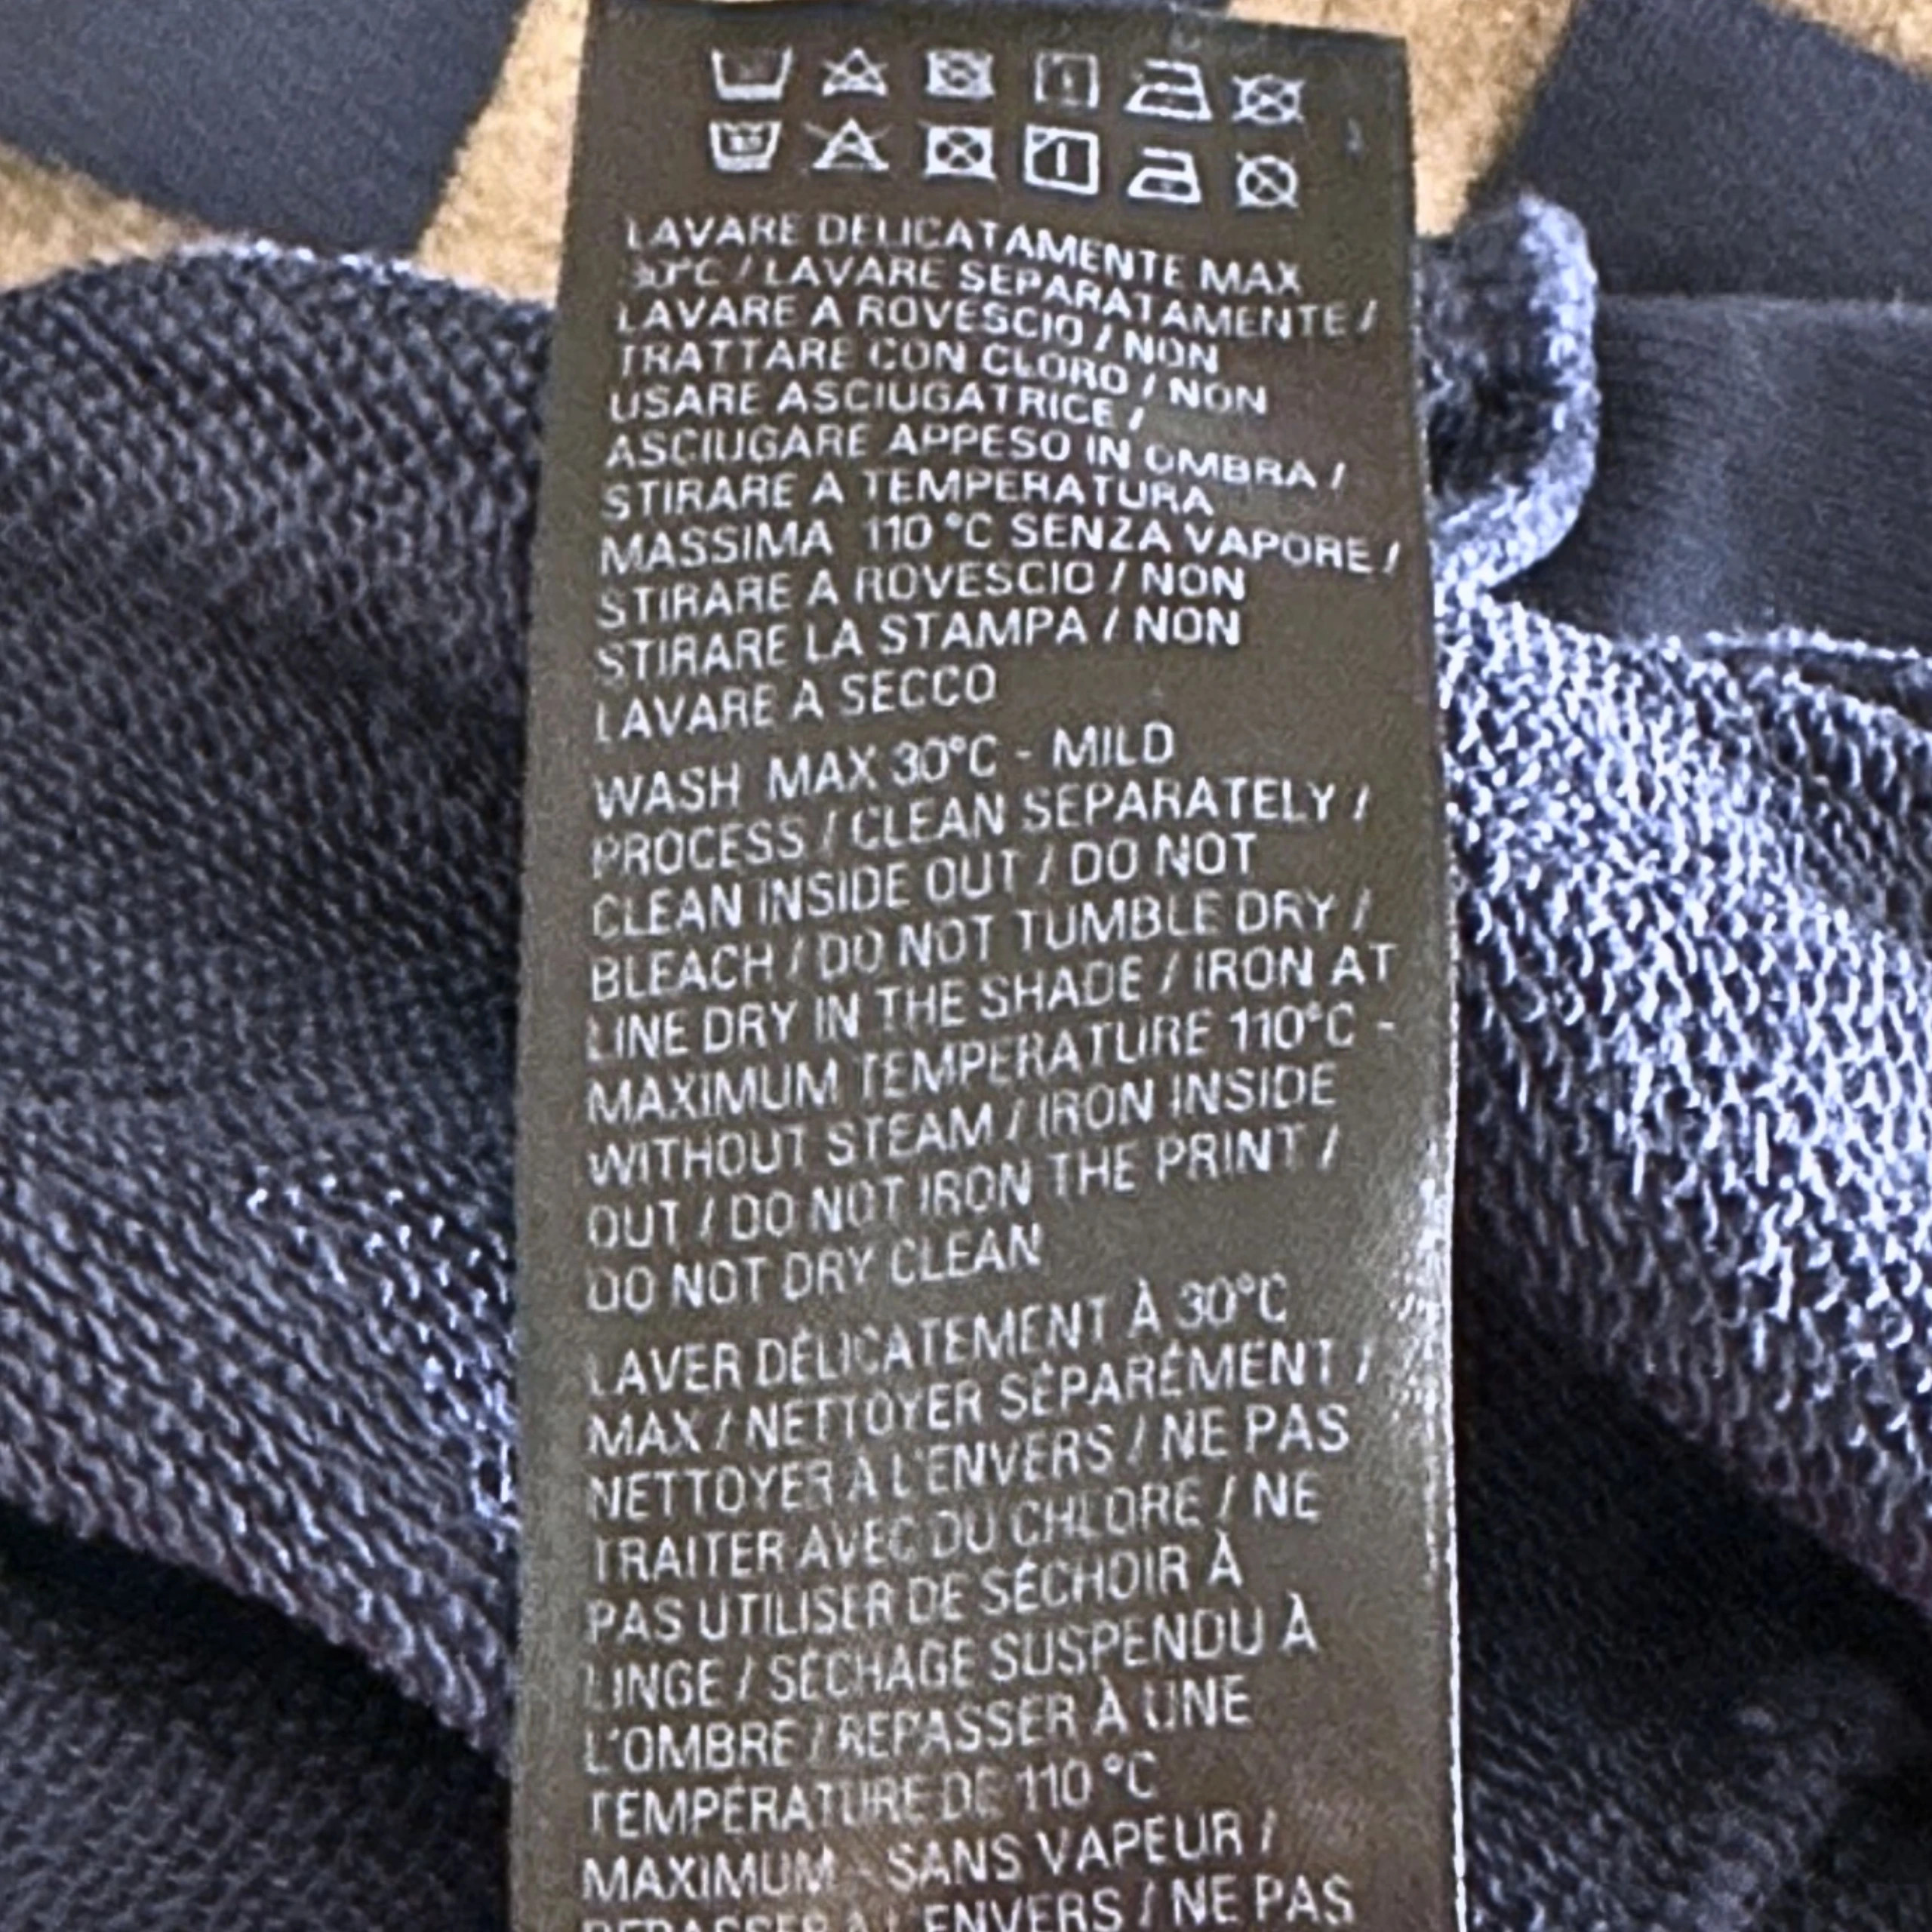 LAVARE DELICATAMENTE MAX
30°C / LAVARE SEPARATAMENTE /
LAVARE A ROVESCIO / NON
TRATTARE CON CLORO / NON
USARE ASCIUGATRICE /
ASCIUGARE APPESO IN OMBRA /
STIRARE A TEMPERATURA
MASSIMA 110 °C SENZA VAPORE /
STIRARE A ROVESCIO / NON
STIRARE LA STAMPA / NON
LAVARE A SECCO
WASH MAX 30°C - MILD
PROCESS / CLEAN SEPARATELY /
CLEAN INSIDE OUT / DO NOT
BLEACH / DO NOT TUMBLE DRY /
LINE DRY IN THE SHADE / IRON AT
MAXIMUM TEMPERATURE 110°C -
WITHOUT STEAM / IRON INSIDE
OUT / DO NOT IRON THE PRINT /
DO NOT DRY CLEAN
LAVER DÉLICATEMENT À 30°C
MAX / NETTOYER SÉPARÉMENT /
NETTOYER À L'ENVERS / NE PAS
TRAITER AVEC DU CHLORE / NE
PAS UTILISER DE SÉCHOIR À
LINGE / SÉCHAGE SUSPENDU À
L'OMBRE / REPASSER À UNE
TEMPÉRATURE DE 110 °C
MAXIMUM - SANS VAPEUR /
REPASSER À L'ENVERS / NE PAS